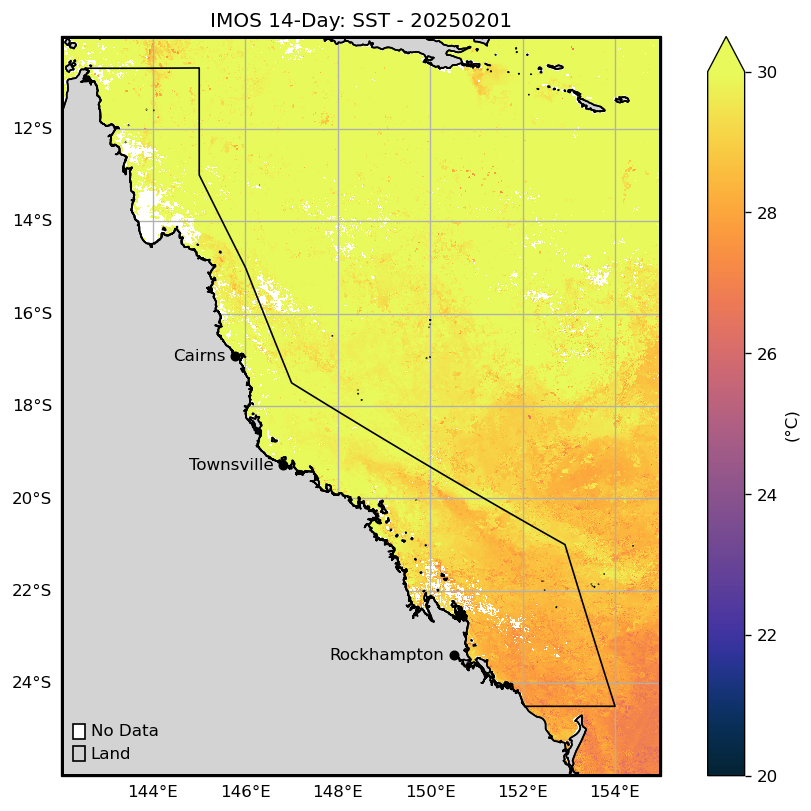 IMOS 14-Day: SST - 20250201
12°S
14°S
16°S
18°S
20°S
22°S
24°S
Cairns
Townsville
Rockhampton
No Data
Land
144°E 146°E 148°E 150°E 152°E 154°E
30
28
26
24
22
20
(°C)